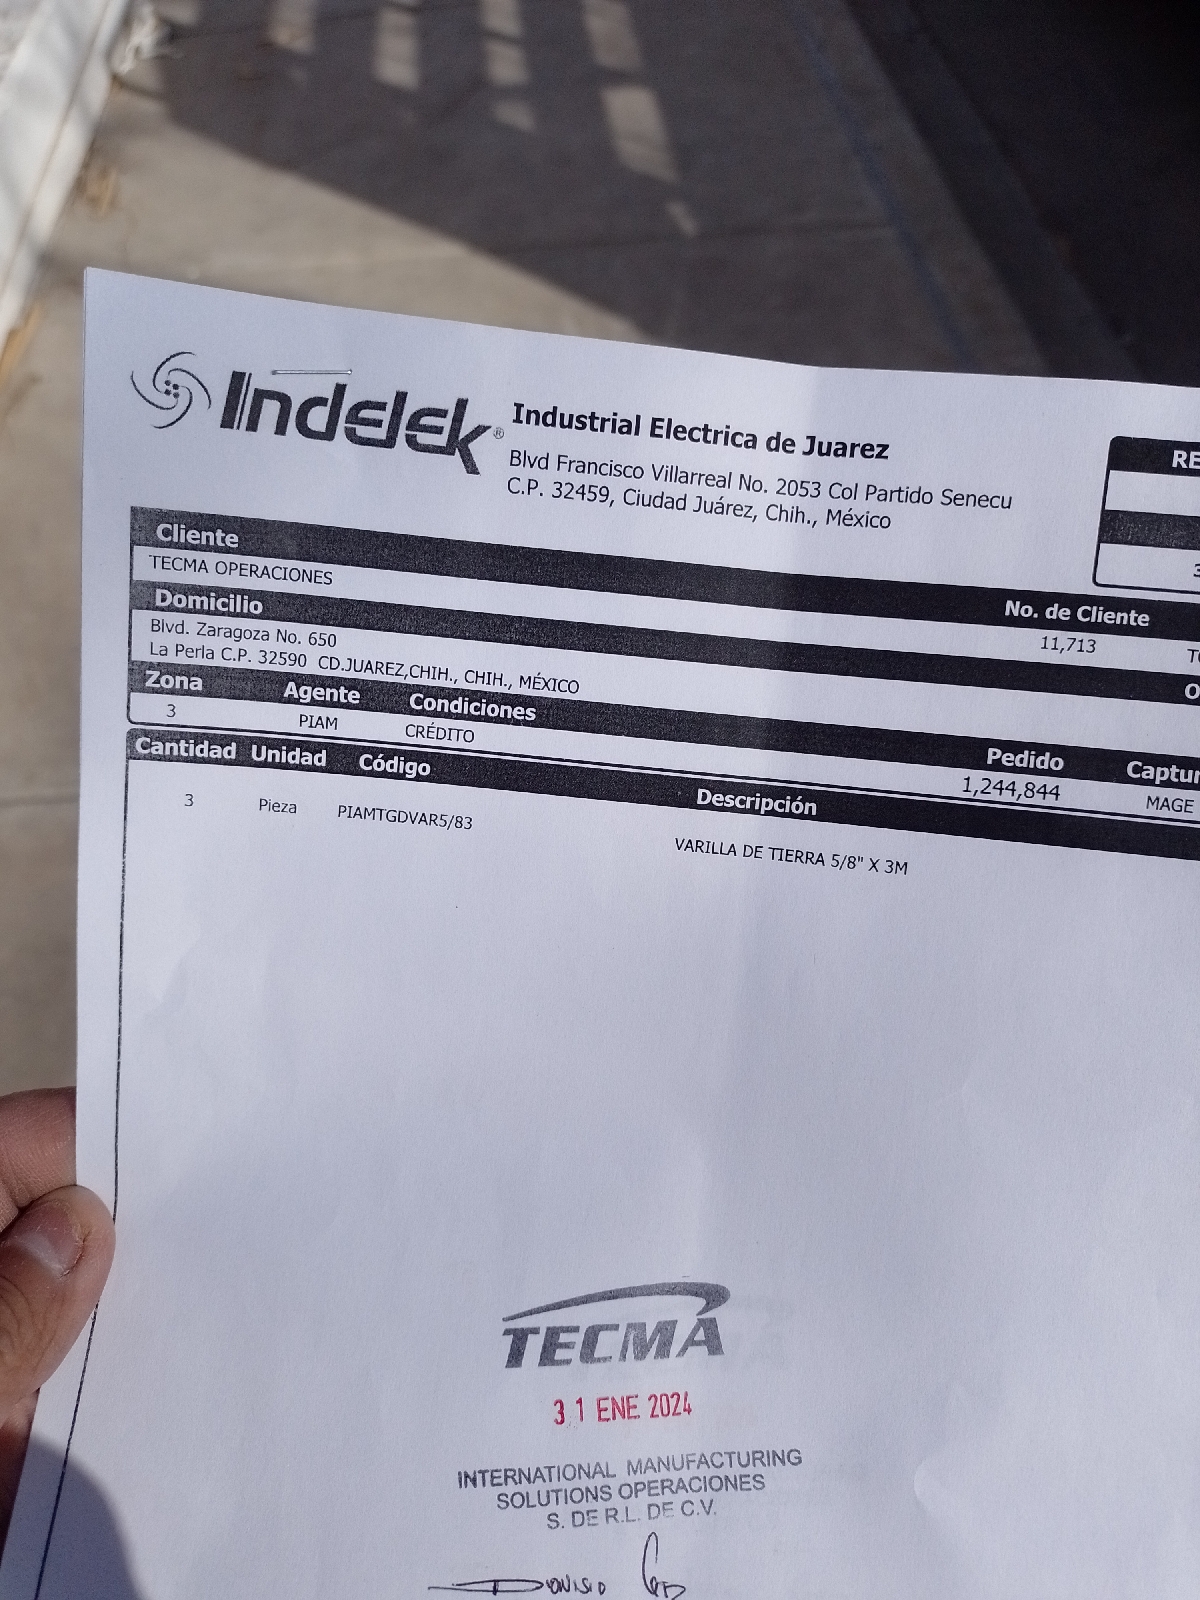 Indelek®
Industrial Electrica de Juarez
Blvd Francisco Villarreal No. 2053 Col Partido Senecu
C.P. 32459, Ciudad Juárez, Chih., México
Cliente
TECMA OPERACIONES
No. de Cliente
11,713
Domicilio
Blvd. Zaragoza No. 650
La Perla C.P. 32590 CD.JUAREZ,CHIH., CHIH., MÉXICO
Zona Agente Condiciones Pedido
3 PIAM CRÉDITO 1,244,844 MAGE
Cantidad Unidad Código Descripción
3 Pieza PIAMTGDVAR5/83 VARILLA DE TIERRA 5/8" X 3M
TECMA
31 ENE 2024
INTERNATIONAL MANUFACTURING
SOLUTIONS OPERACIONES
S. DE R.L. DE C.V.
DIONISIO